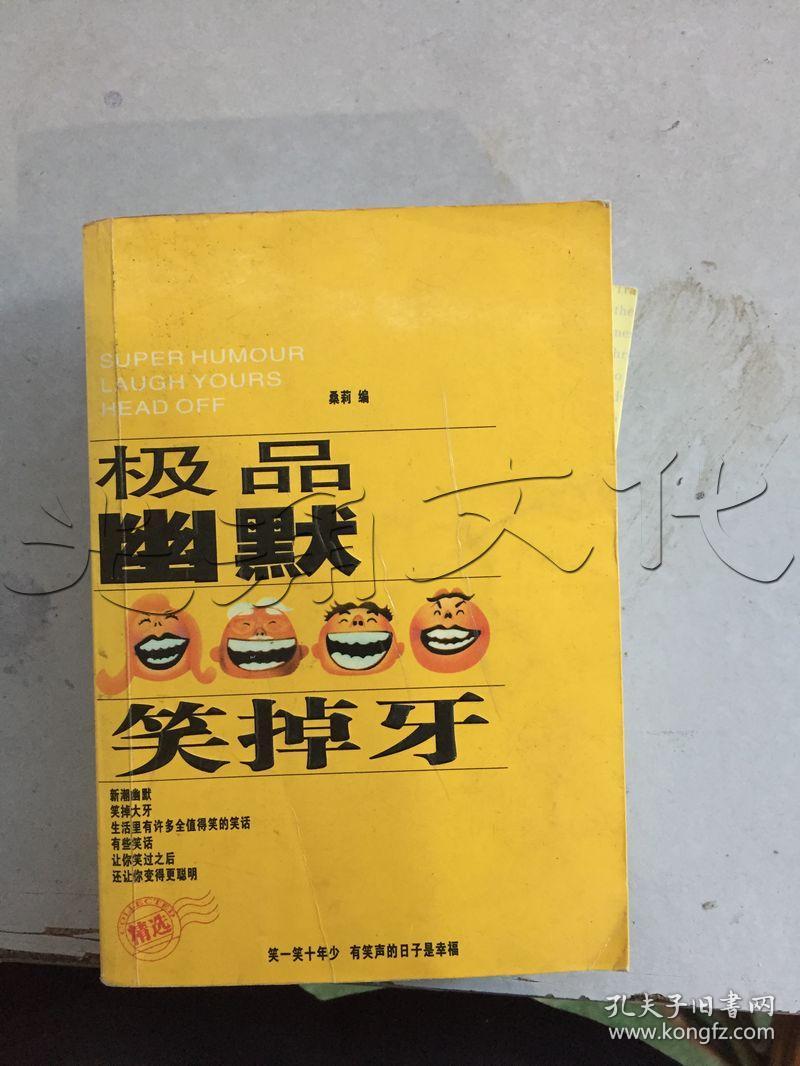 SUPER HUMOUR
LAUGH YOURS
HEAD OFF
桑莉 编
极品
幽默
笑掉牙
新潮幽默
笑掉大牙
生活里有许多全值得笑的笑话
有些笑话
让你笑过之后
还让你变得更聪明
COLLECTED
精选
笑一笑十年少 有笑声的日子是幸福
the
孔夫子旧书网
www.kongfz.com